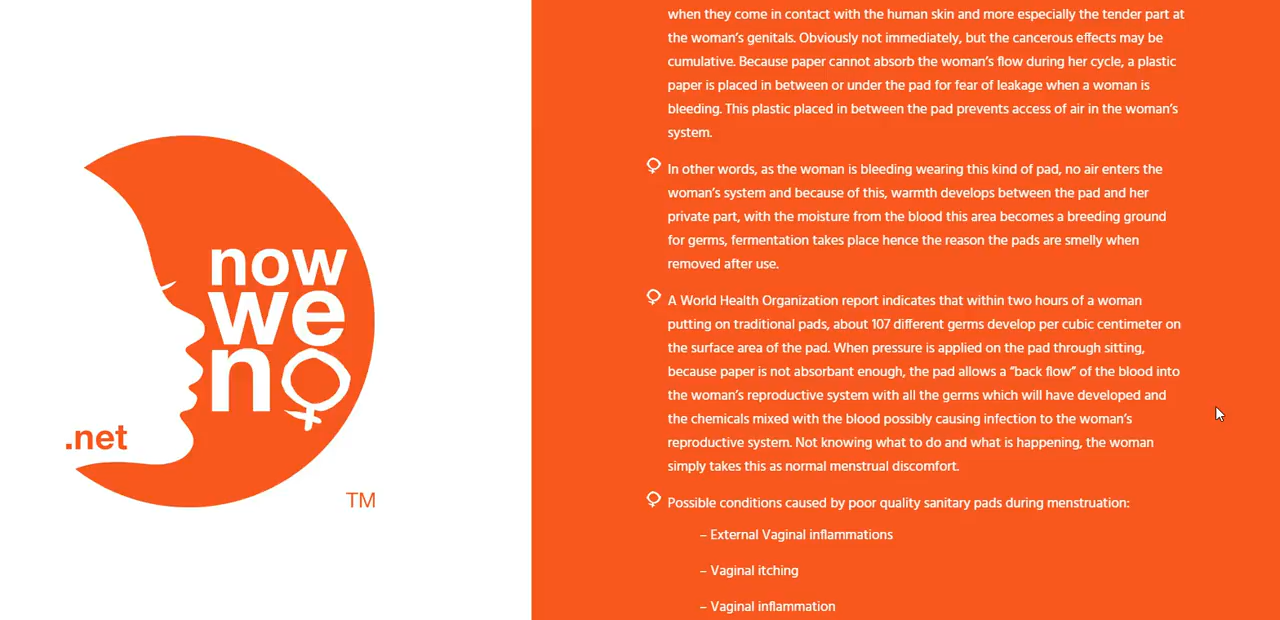 now
we
n
.net
TM
when they come in contact with the human skin and more especially the tender part at
the woman's genitals. Obviously not immediately, but the cancerous effects may be
cumulative. Because paper cannot absorb the woman's flow during her cycle, a plastic
paper is placed in between or under the pad for fear of leakage when a woman is
bleeding. This plastic placed in between the pad prevents access of air in the woman's
system.
In other words, as the woman is bleeding wearing this kind of pad, no air enters the
woman's system and because of this, warmth develops between the pad and her
private part, with the moisture from the blood this area becomes a breeding ground
for germs, fermentation takes place hence the reason the pads are smelly when
removed after use.
A World Health Organization report indicates that within two hours of a woman
putting on traditional pads, about 107 different germs develop per cubic centimeter on
the surface area of the pad. When pressure is applied on the pad through sitting,
because paper is not absorbant enough, the pad allows a “back flow” of the blood into
the woman's reproductive system with all the germs which will have developed and
the chemicals mixed with the blood possibly causing infection to the woman's
reproductive system. Not knowing what to do and what is happening, the woman
simply takes this as normal menstrual discomfort.
Possible conditions caused by poor quality sanitary pads during menstruation:
– External Vaginal inflammations
– Vaginal itching
– Vaginal inflammation